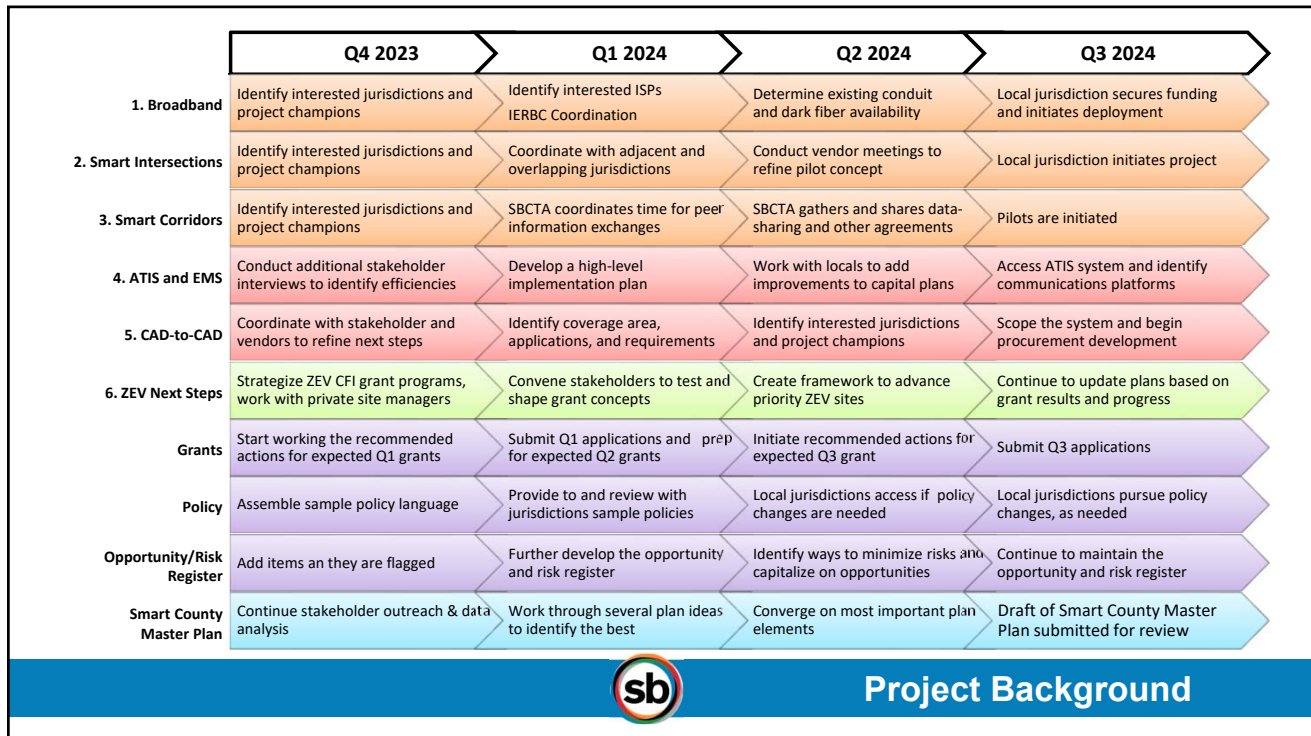 Q4 2023
Q1 2024
Q2 2024
Q3 2024
1. Broadband
Identify interested jurisdictions and
project champions
Identify interested ISPs
IERBC Coordination
Determine existing conduit
and dark fiber availability
Local jurisdiction secures funding
and initiates deployment
2. Smart Intersections
Identify interested jurisdictions and
project champions
Coordinate with adjacent and
overlapping jurisdictions
Conduct vendor meetings to
refine pilot concept
Local jurisdiction initiates project
3. Smart Corridors
Identify interested jurisdictions and
project champions
SBCTA coordinates time for peer
information exchanges
SBCTA gathers and shares data-
sharing and other agreements
Pilots are initiated
4. ATIS and EMS
Conduct additional stakeholder
interviews to identify efficiencies
Develop a high-level
implementation plan
Work with locals to add
improvements to capital plans
Access ATIS system and identify
communications platforms
5. CAD-to-CAD
Coordinate with stakeholder and
vendors to refine next steps
Identify coverage area,
applications, and requirements
Identify interested jurisdictions
and project champions
Scope the system and begin
procurement development
6. ZEV Next Steps
Strategize ZEV CFI grant programs,
work with private site managers
Convene stakeholders to test and
shape grant concepts
Create framework to advance
priority ZEV sites
Continue to update plans based on
grant results and progress
Grants
Start working the recommended
actions for expected Q1 grants
Submit Q1 applications and prep
for expected Q2 grants
Initiate recommended actions for
expected Q3 grant
Submit Q3 applications
Policy
Assemble sample policy language
Provide to and review with
jurisdictions sample policies
Local jurisdictions access if policy
changes are needed
Local jurisdictions pursue policy
changes, as needed
Opportunity/Risk
Register
Add items an they are flagged
Further develop the opportunity
and risk register
Identify ways to minimize risks and
capitalize on opportunities
Continue to maintain the
opportunity and risk register
Smart County
Master Plan
Continue stakeholder outreach & data
analysis
Work through several plan ideas
to identify the best
Converge on most important plan
elements
Draft of Smart County Master
Plan submitted for review
sb
Project Background